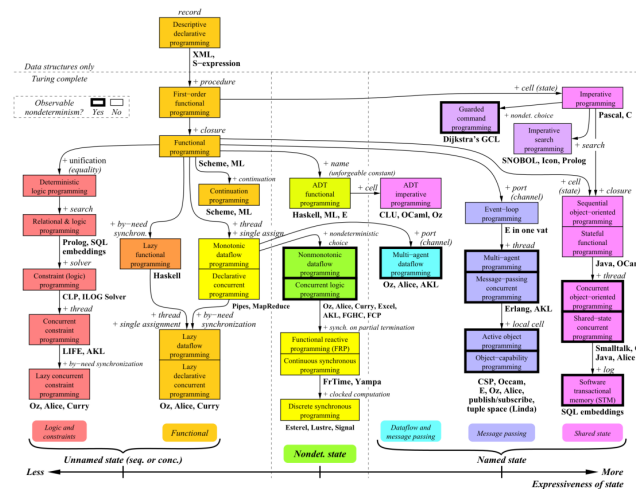 record
Descriptive
declarative
programming
XML,
S−expression
Data structures only
+ procedure
Turing complete
Observable
nondeterminism?
Yes
No
First−order
functional
programming
+ cell (state)
Imperative
programming
Pascal, C
+ nondet. choice
Guarded
command
programming
Dijkstra's GCL
Imperative
search
programming
+ search
SNOBOL, Icon, Prolog
+ closure
Functional
programming
Scheme, ML
+ unification
(equality)
Deterministic
logic programming
+ continuation
Continuation
programming
Scheme, ML
+ name
(unforgeable constant)
ADT
functional
programming
Haskell, ML, E
+ cell
ADT
imperative
programming
CLU, OCaml, Oz
+ port
(channel)
Event−loop
programming
E in one vat
+ cell
(state)
+ closure
Sequential
object−oriented
programming
Stateful
functional
programming
Java, OCa
+ search
Relational & logic
programming
Prolog, SQL
embeddings
+ solver
Constraint (logic)
programming
CLP, ILOG Solver
+ thread
Concurrent
constraint
programming
LIFE, AKL
+ by−need synchronization
Lazy concurrent
constraint
programming
Oz, Alice, Curry
+ by−need
synchron.
Lazy
functional
programming
Haskell
+ thread
+ single assign.
Monotonic
dataflow
programming
Declarative
concurrent
programming
Pipes, MapReduce
+ thread
+ single assignment
+ by−need
synchronization
Lazy
dataflow
programming
Lazy
declarative
concurrent
programming
Oz, Alice, Curry
+ nondeterministic
choice
Nonmonotonic
dataflow
programming
Concurrent logic
programming
Oz, Alice, Curry, Excel,
AKL, FGHC, FCP
+ synch. on partial termination
Functional reactive
programming (FRP)
Continuous synchronous
programming
FrTime, Yampa
+ clocked computation
Discrete synchronous
programming
Esterel, Lustre, Signal
+ port
(channel)
Multi−agent
dataflow
programming
Oz, Alice, AKL
+ thread
Multi−agent
programming
Message−passing
concurrent
programming
Erlang, AKL
+ local cell
Active object
programming
Object−capability
programming
CSP, Occam,
E, Oz, Alice,
publish/subscribe,
tuple space (Linda)
+ thread
Concurrent
object−oriented
programming
Shared−state
concurrent
programming
Smalltalk,
Java, Alice
+ log
Software
transactional
memory (STM)
SQL embeddings
Logic and
constraints
Functional
Nondet. state
Dataflow and
message passing
Message passing
Shared state
Unnamed state (seq. or conc.)
Named state
Less
More
Expressiveness of state